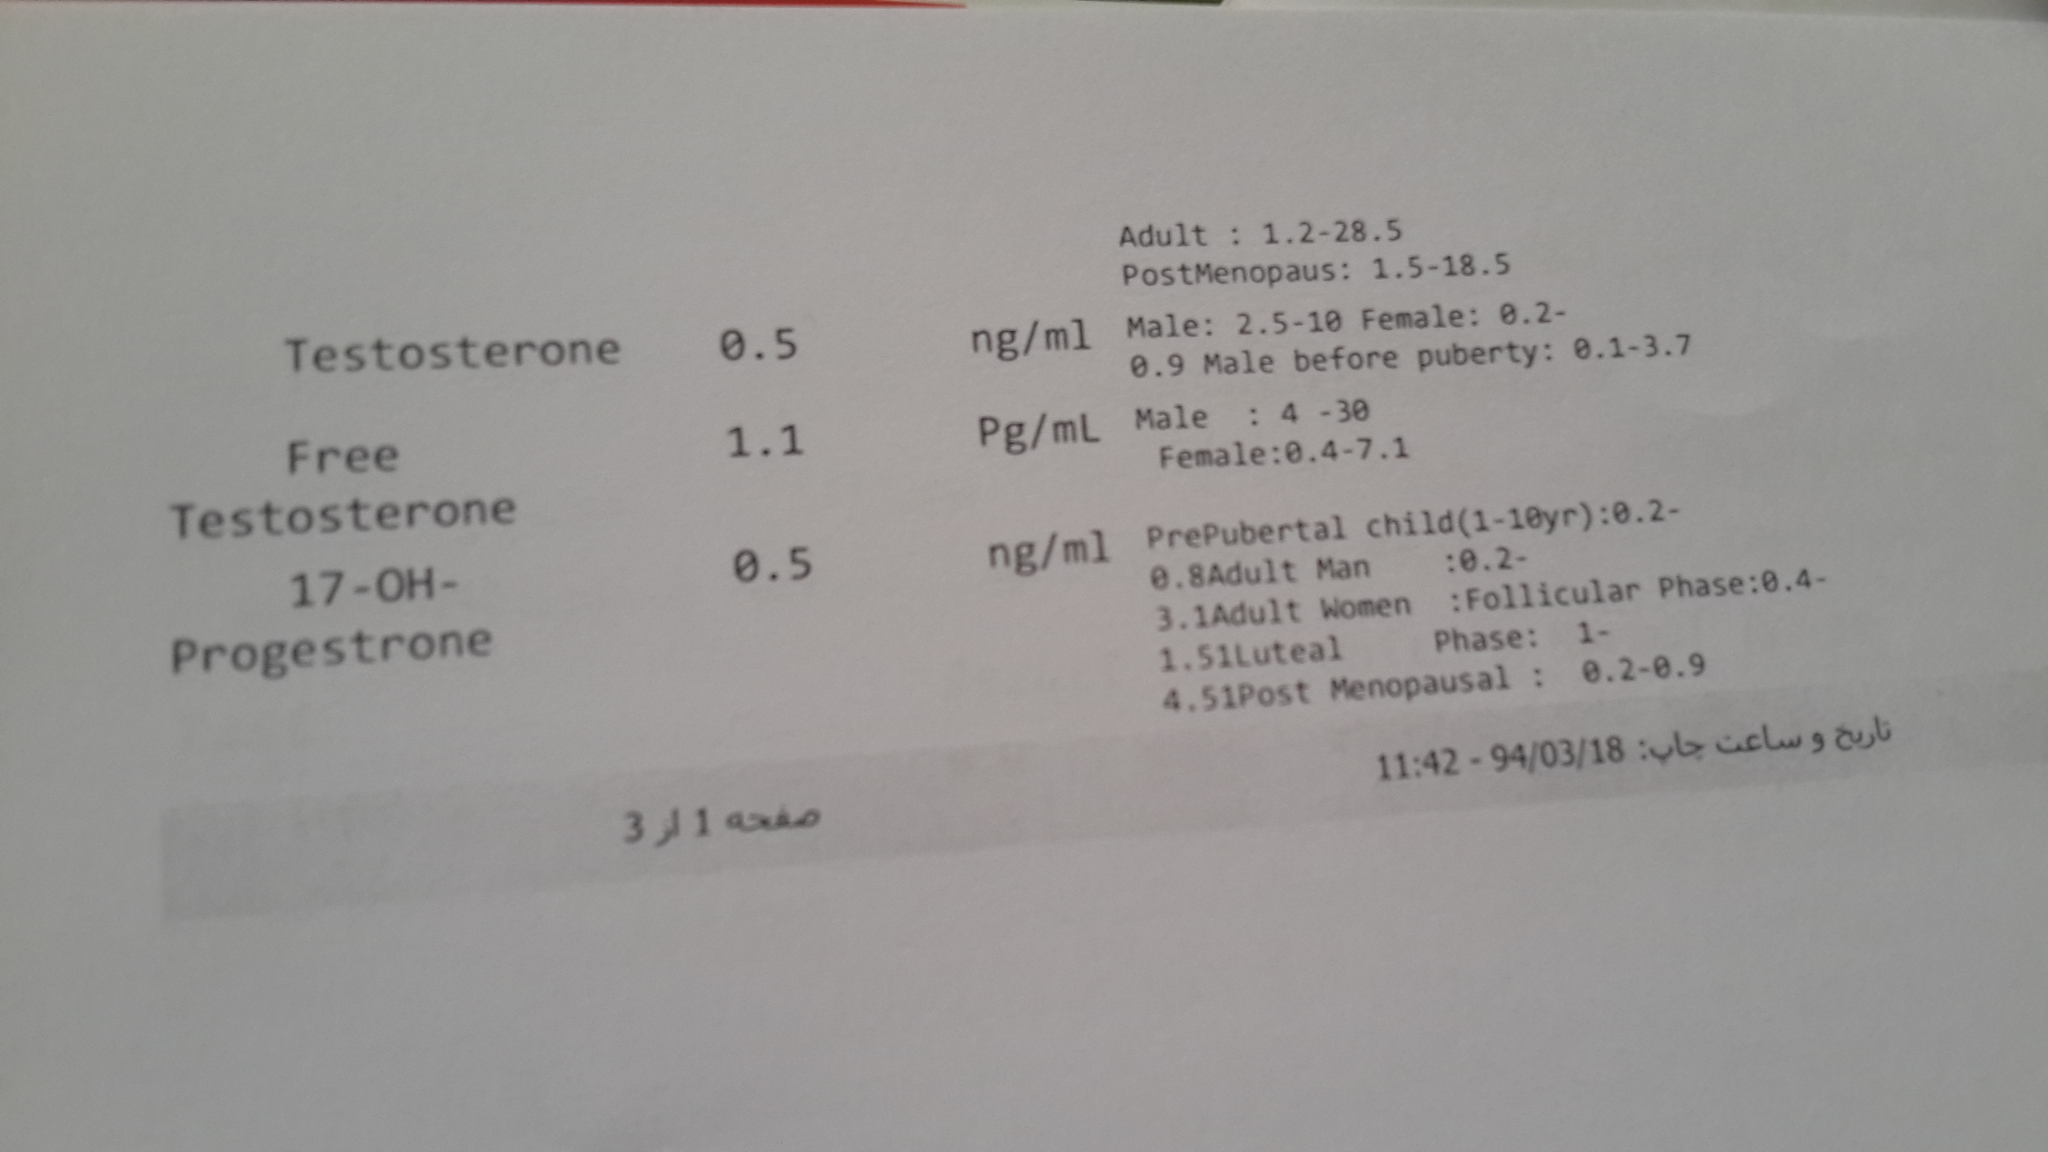 Adult : 1.2-28.5
PostMenopaus: 1.5-18.5
Testosterone 0.5 ng/ml Male: 2.5-10 Female: 0.2-
0.9 Male before puberty: 0.1-3.7
Free 1.1 Pg/mL Male : 4 -30
Testosterone Female:0.4-7.1
17-OH- 0.5 ng/ml PrePubertal child(1-10yr):0.2-
Progestrone 0.8Adult Man :0.2-
3.1Adult Women :Follicular Phase:0.4-
1.51Luteal Phase: 1-
4.51Post Menopausal : 0.2-0.9
تاریخ و ساعت چاپ: 94/03/18 - 11:42
صفحه 1 از 3